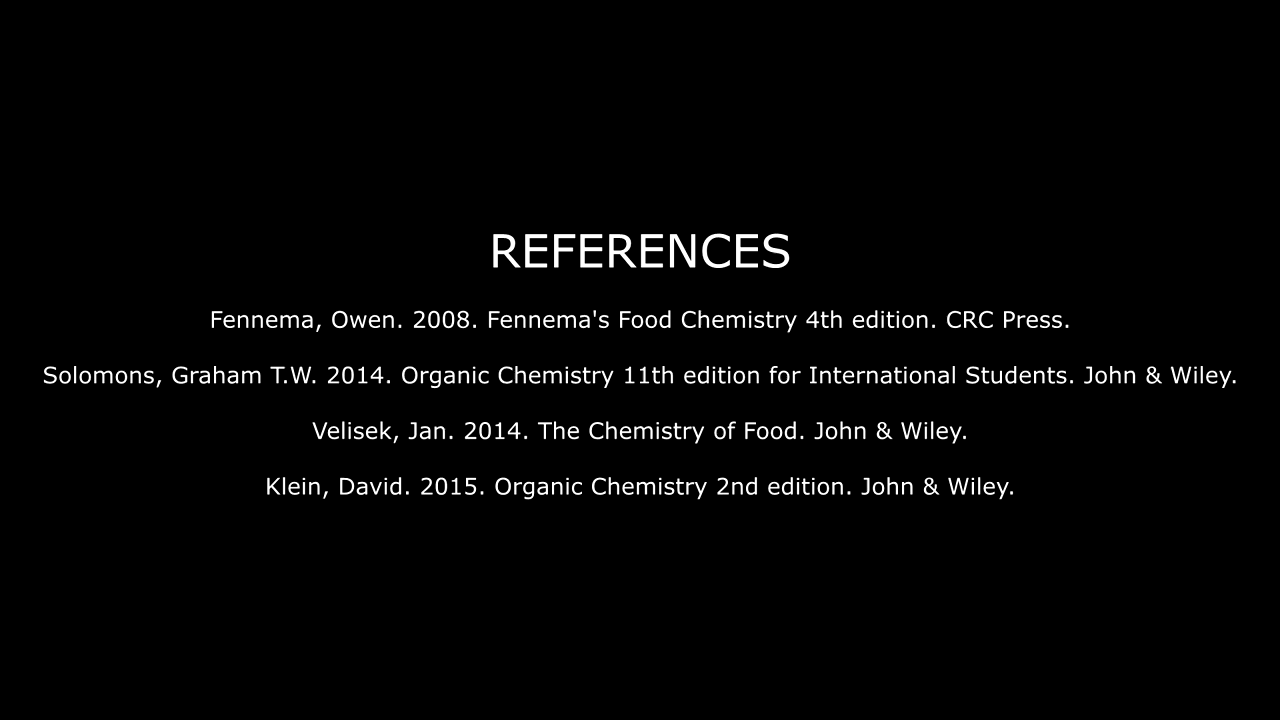 REFERENCES
Fennema, Owen. 2008. Fennema's Food Chemistry 4th edition. CRC Press.
Solomons, Graham T.W. 2014. Organic Chemistry 11th edition for International Students. John & Wiley.
Velisek, Jan. 2014. The Chemistry of Food. John & Wiley.
Klein, David. 2015. Organic Chemistry 2nd edition. John & Wiley.